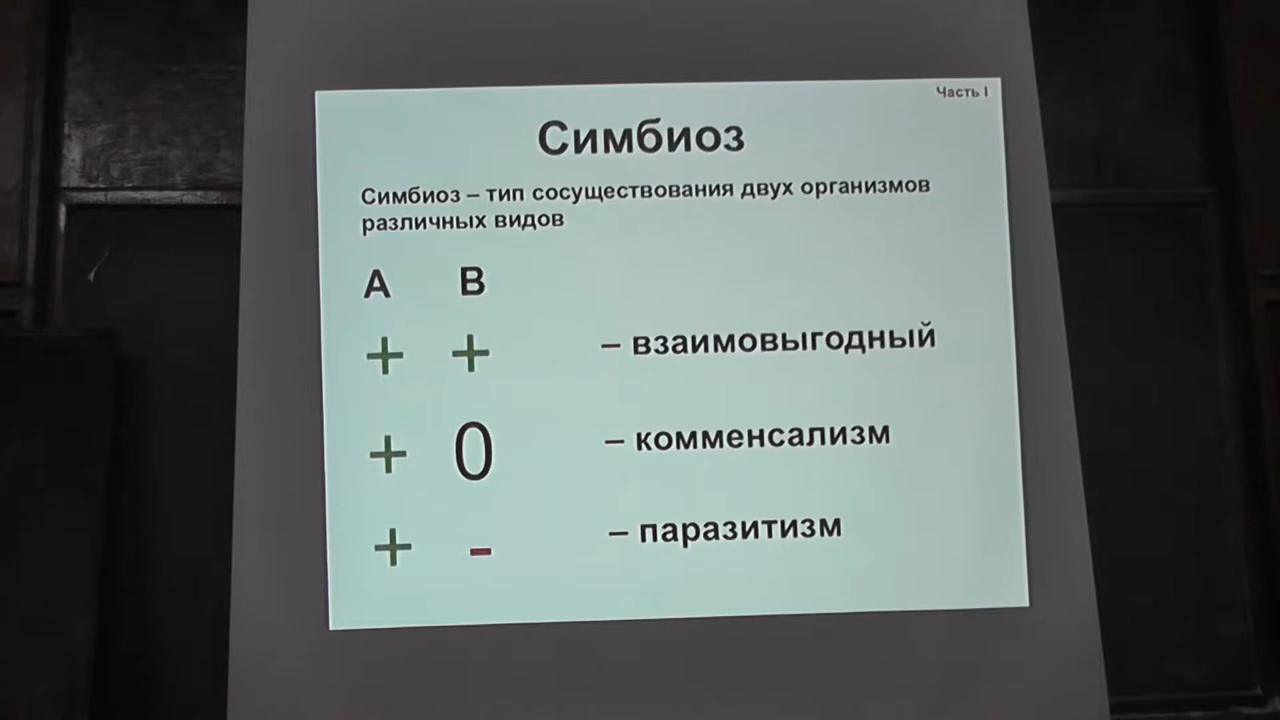 Часть I
Симбиоз
Симбиоз – тип сосуществования двух организмов
различных видов
А В
+ + – взаимовыгодный
+ 0 – комменсализм
+ - – паразитизм